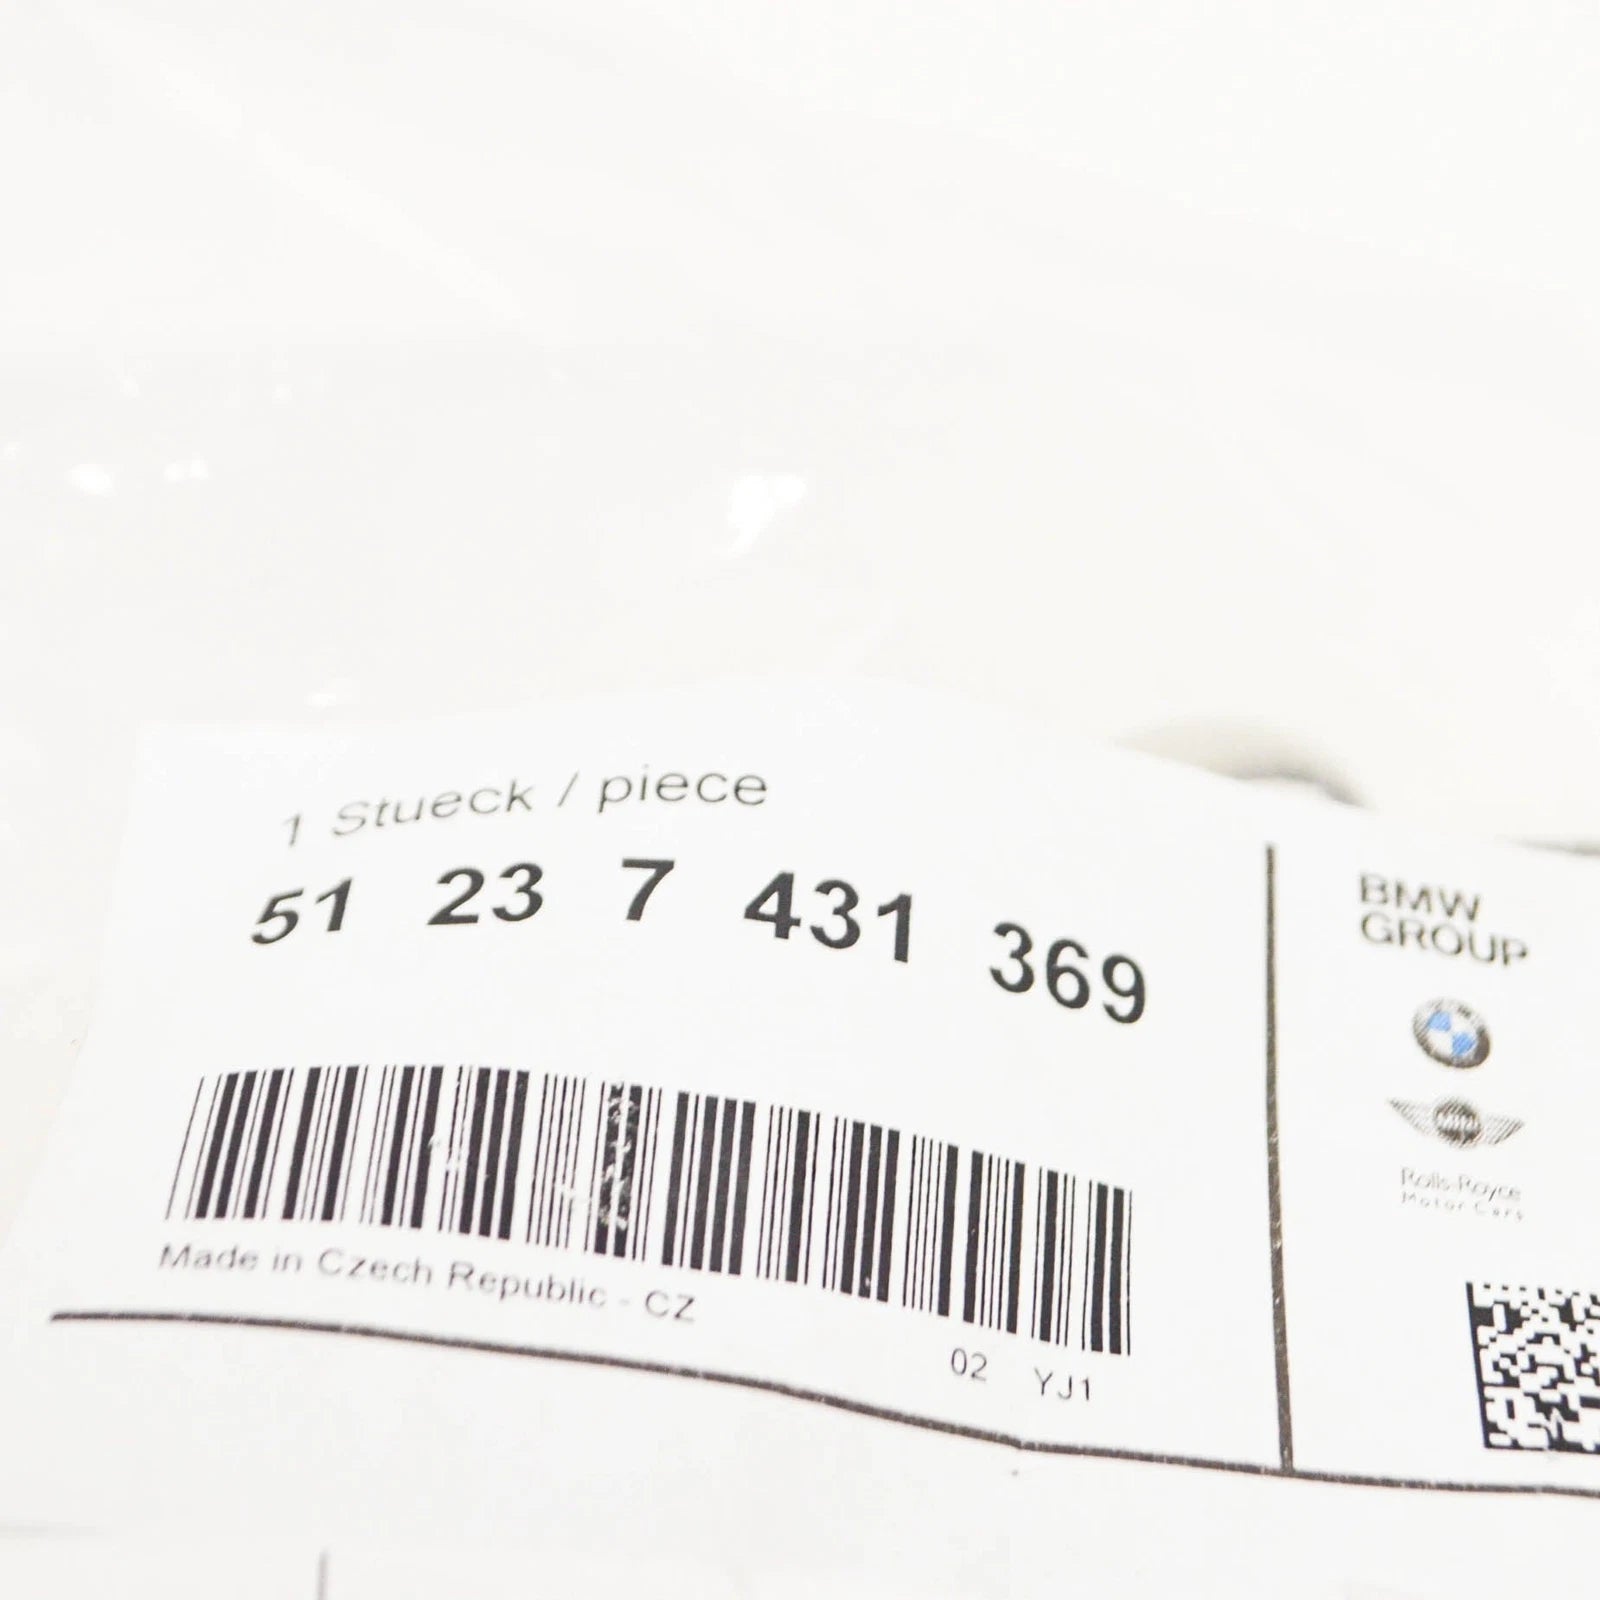 1 Stueck / piece
51 23 7 431 369
Made in Czech Republic - CZ
02 YJ1
BMW
GROUP
MINI
Rolls-Royce
Motor Cars